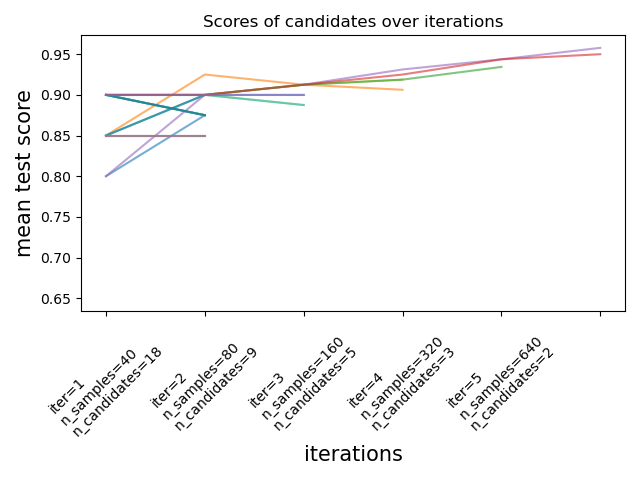 Scores of candidates over iterations
mean test score
0.95
0.90
0.85
0.80
0.75
0.70
0.65
iter=1
n_samples=40
n_candidates=18
iter=2
n_samples=80
n_candidates=9
iter=3
n_samples=160
n_candidates=5
iter=4
n_samples=320
n_candidates=3
iter=5
n_samples=640
n_candidates=2
iterations